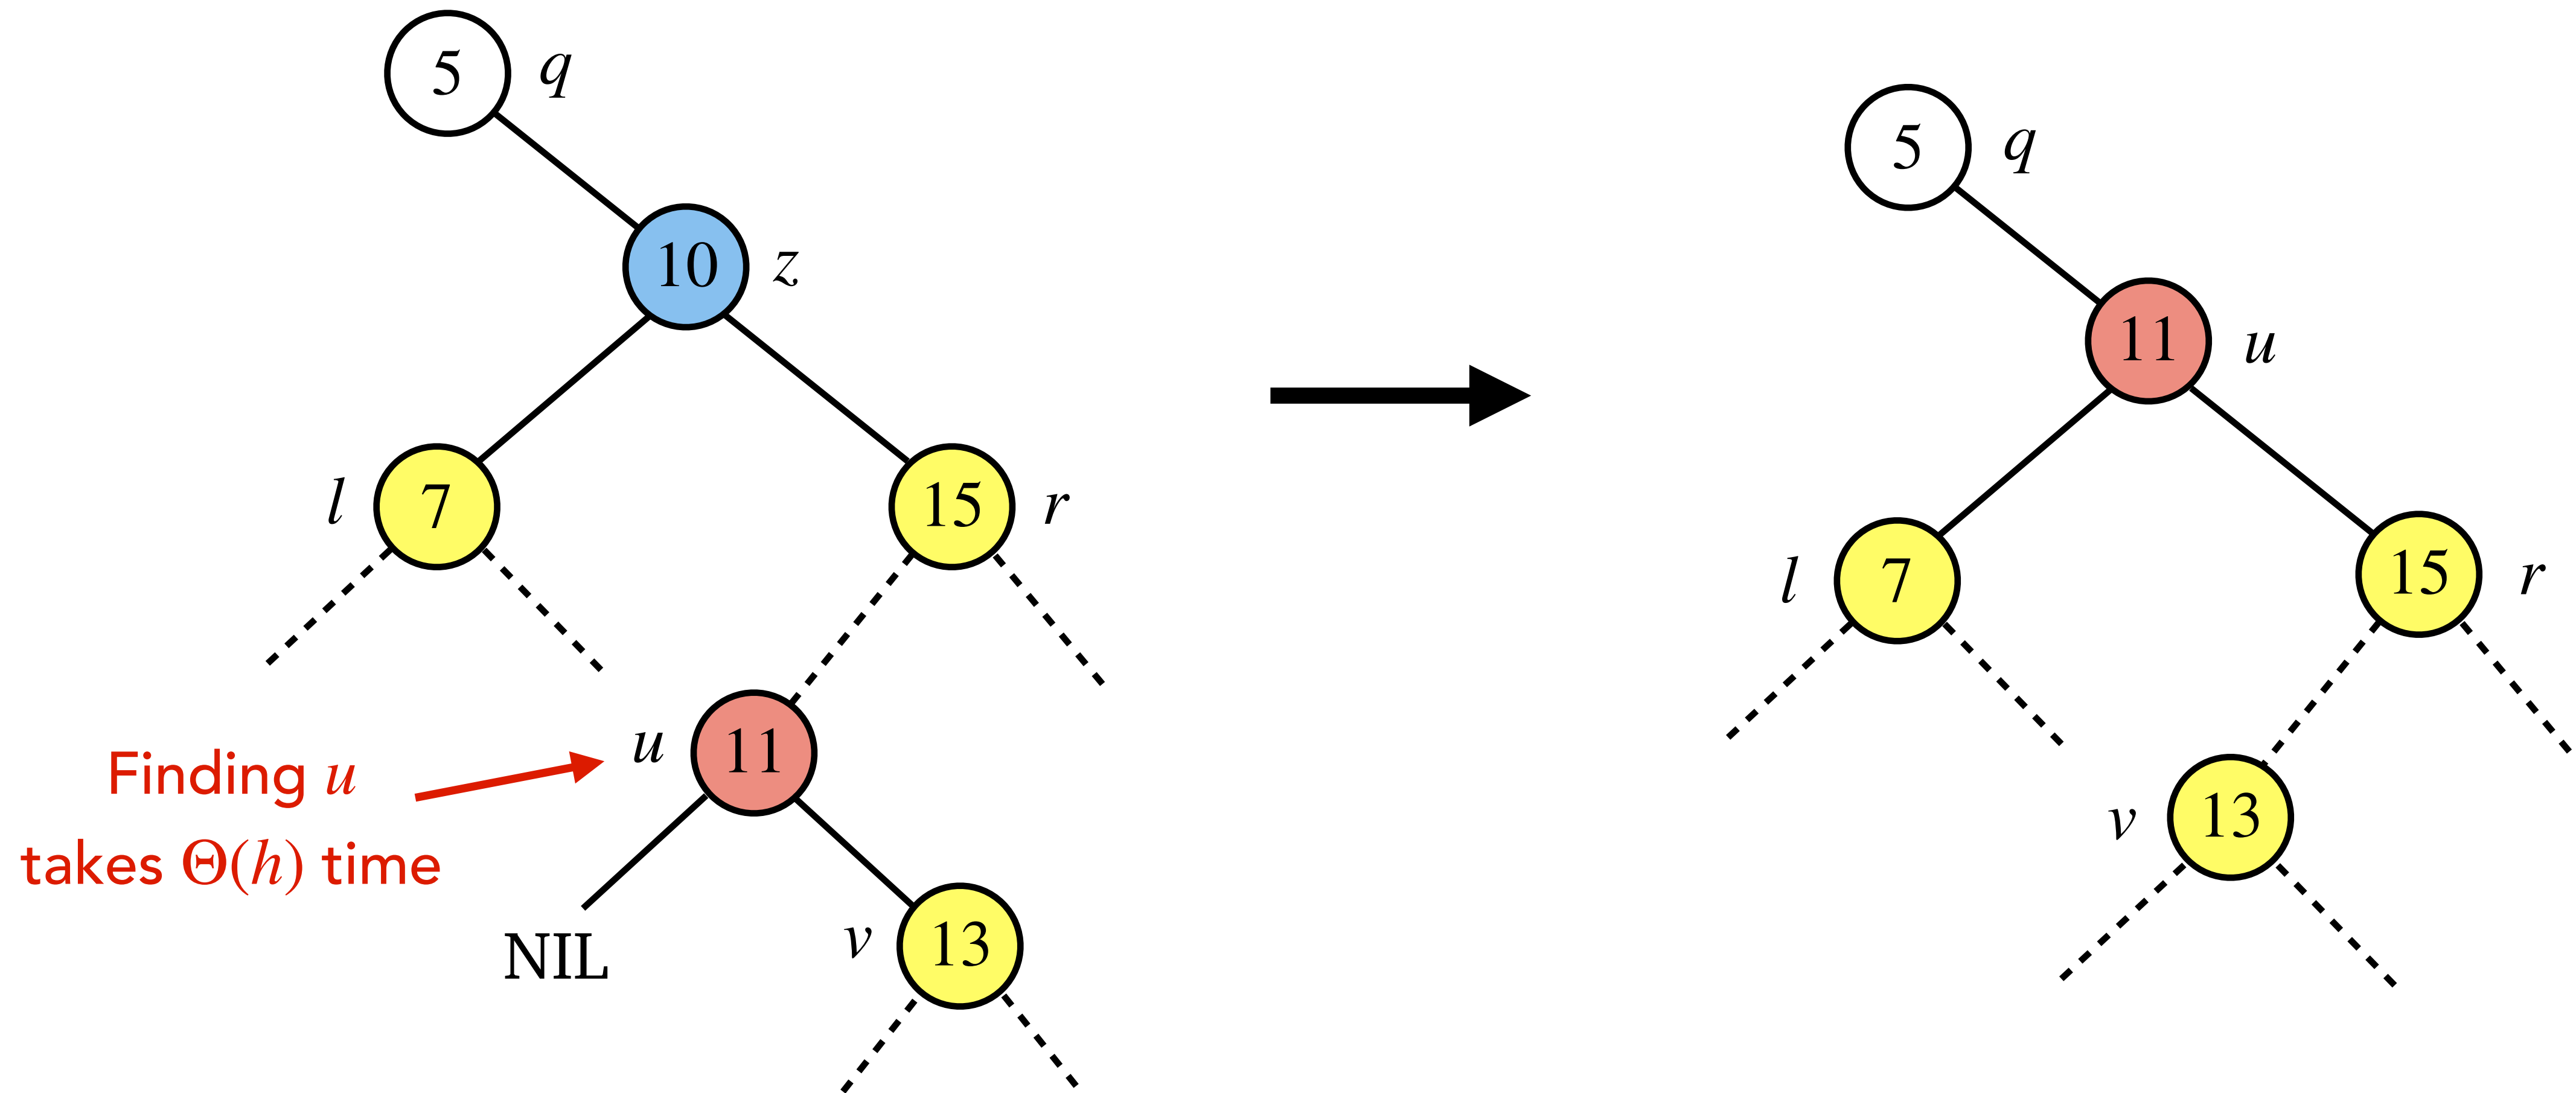 5 q
10 z
l 7
15 r
u 11
Finding u
takes Θ(h) time
NIL
v 13
5 q
11 u
l 7
15 r
v 13